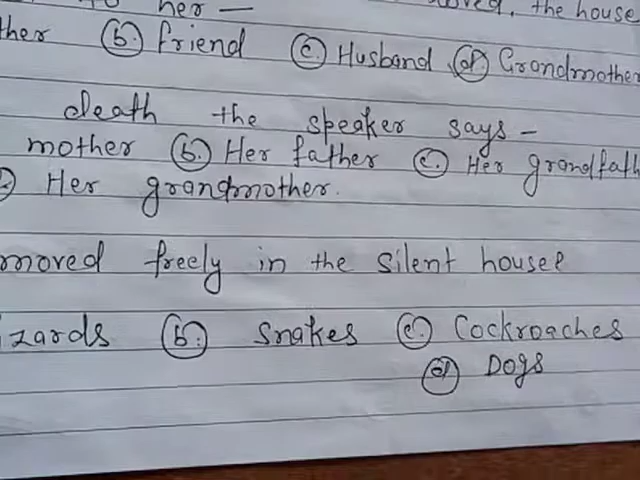 her — the house
ther (b.) friend (c.) Husband (d) Grandmother
death the speaker says –
mother (b.) Her father (c.) Her grandfath
Her grandmother.
moved freely in the silent house
zards (b.) Snakes (c.) Cockroaches
(d) Dogs